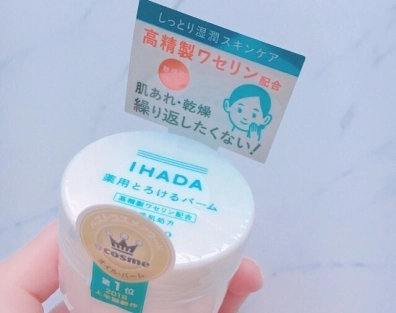 しっとり湿潤スキンケア
高精製ワセリン配合
肌あれ・乾燥
繰り返したくない!
IHADA
薬用とろけるバーム
高精製ワセリン配合
@cosme
第1位
2018